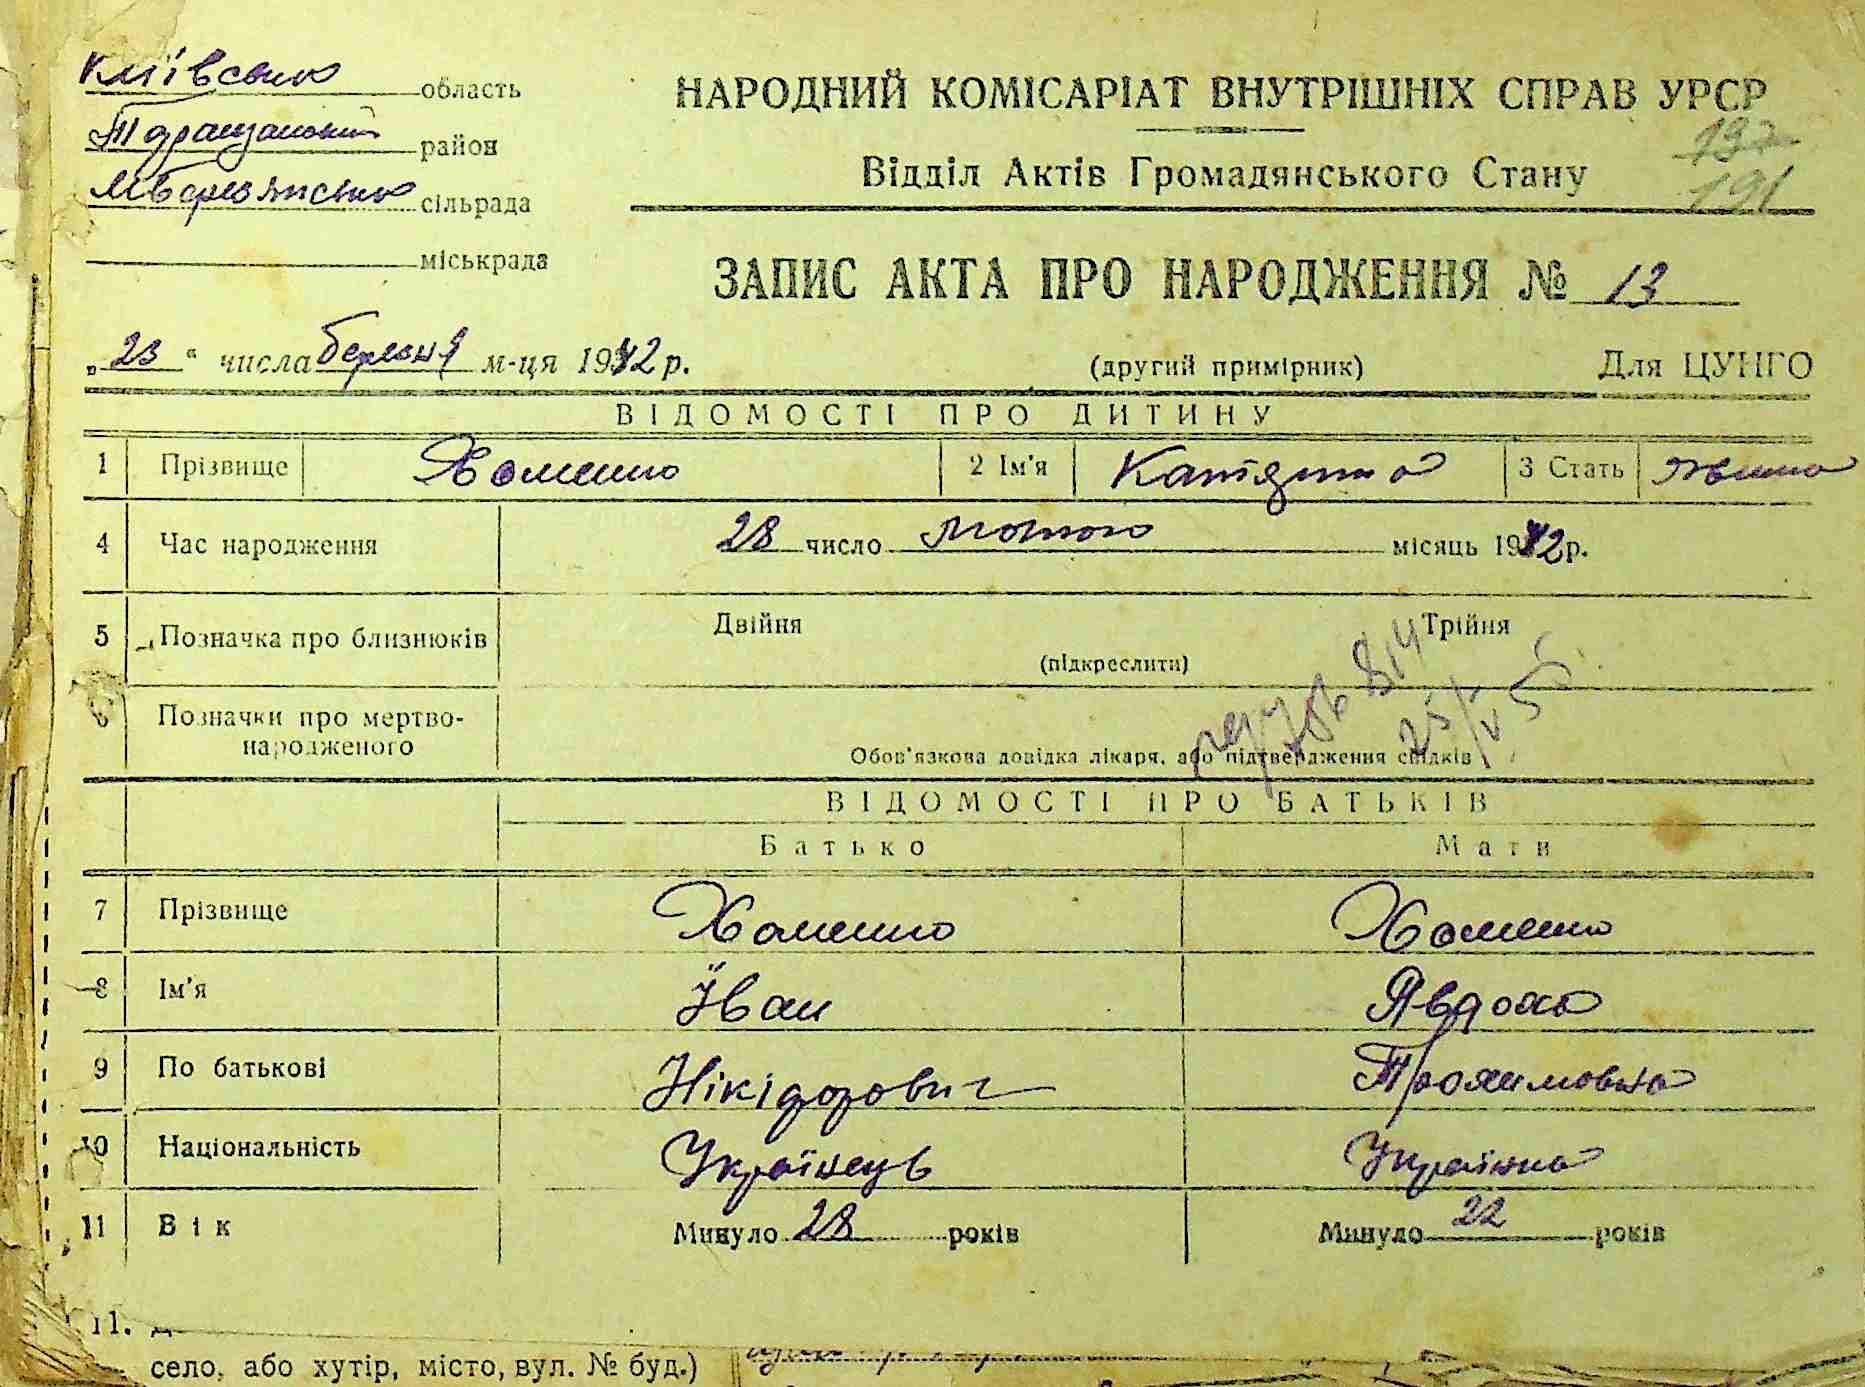 Київська область
район
сільрада
міськрада
НАРОДНИЙ КОМІСАРІАТ ВНУТРІШНІХ СПРАВ УРСР
Відділ Актів Громадянського Стану
197
191
ЗАПИС АКТА ПРО НАРОДЖЕННЯ № 13
„23“ числа березня м-ця 1942 р.
(другий примірник)
Для ЦУНГО
ВІДОМОСТІ ПРО ДИТИНУ
1 Прізвище Хоменко 2 Ім'я 3 Стать
4 Час народження 28 число лютого місяць 1942 р.
5 Позначка про близнюків Двійня Трійня
(підкреслити)
6 Позначки про мертво-
народженого
Обов'язкова довідка лікаря, або підтвердження свідків
ВІДОМОСТІ ПРО БАТЬКІВ
Батько Мати
7 Прізвище Хоменко Хоменко
8 Ім'я Іван Явдоха
9 По батькові Нікіфорович Трохимовна
10 Національність Українець Українка
11 Вік Минуло 28 років Минуло 22 років
11.
село, або хутір, місто, вул. № буд.)